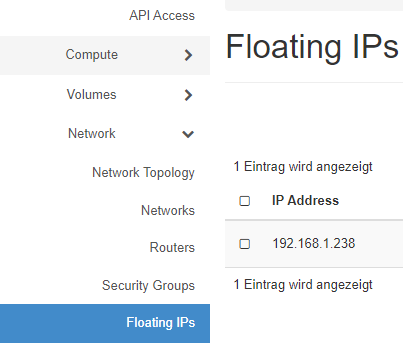 API Access
Compute
Volumes
Network
Network Topology
Networks
Routers
Security Groups
Floating IPs
Floating IPs
1 Eintrag wird angezeigt
IP Address
192.168.1.238
1 Eintrag wird angezeigt